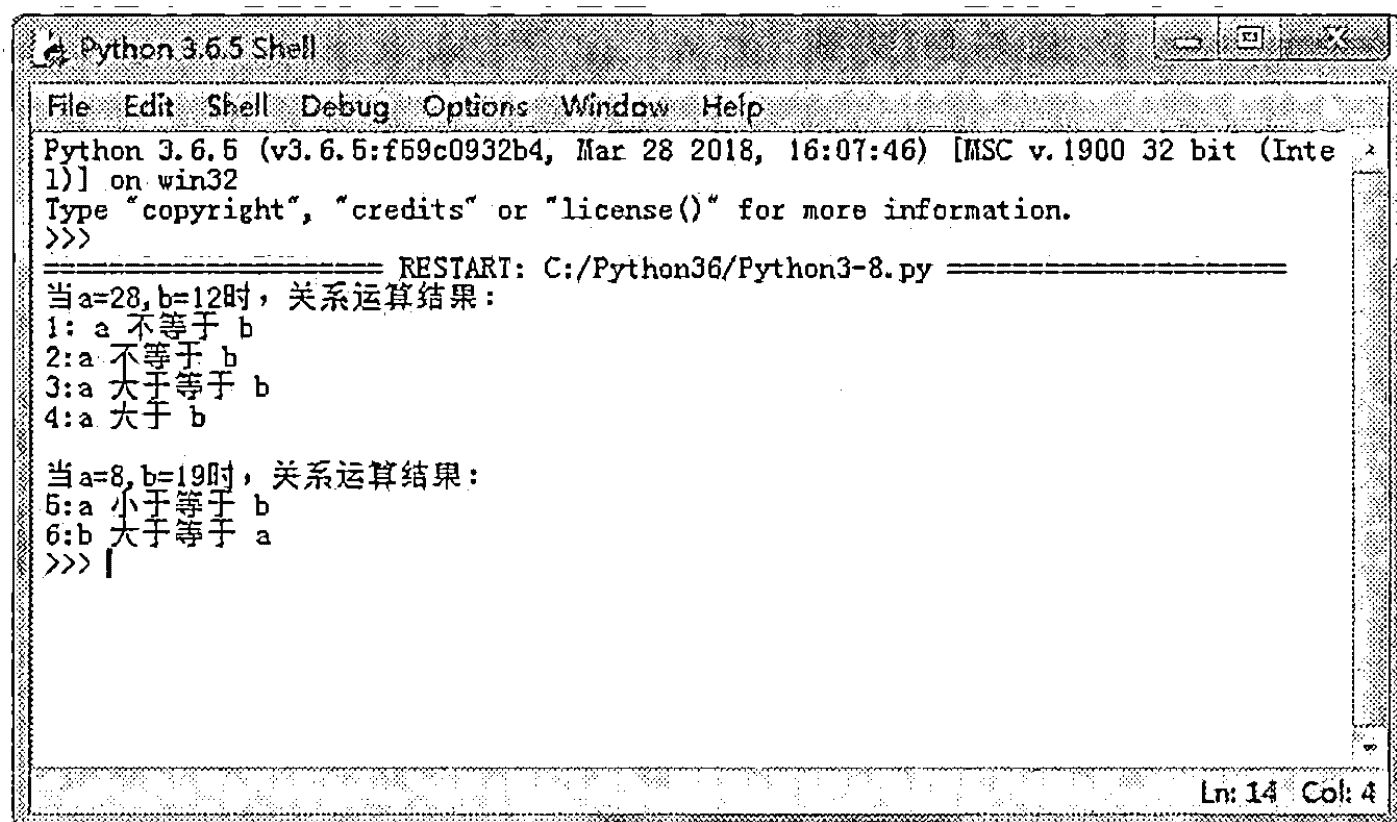 Python 3.6.5 Shell
File Edit Shell Debug Options Window Help
Python 3.6.5 (v3.6.5:f59c0932b4, Mar 28 2018, 16:07:46) [MSC v.1900 32 bit (Inte
l)] on win32
Type "copyright", "credits" or "license()" for more information.
>>>
===================== RESTART: C:/Python36/Python3-8.py =====================
当a=28,b=12时，关系运算结果：
1: a 不等于 b
2:a 不等于 b
3:a 大于等于 b
4:a 大于 b
当a=8,b=19时，关系运算结果：
5:a 小于等于 b
6:b 大于等于 a
>>>
Ln: 14 Col: 4